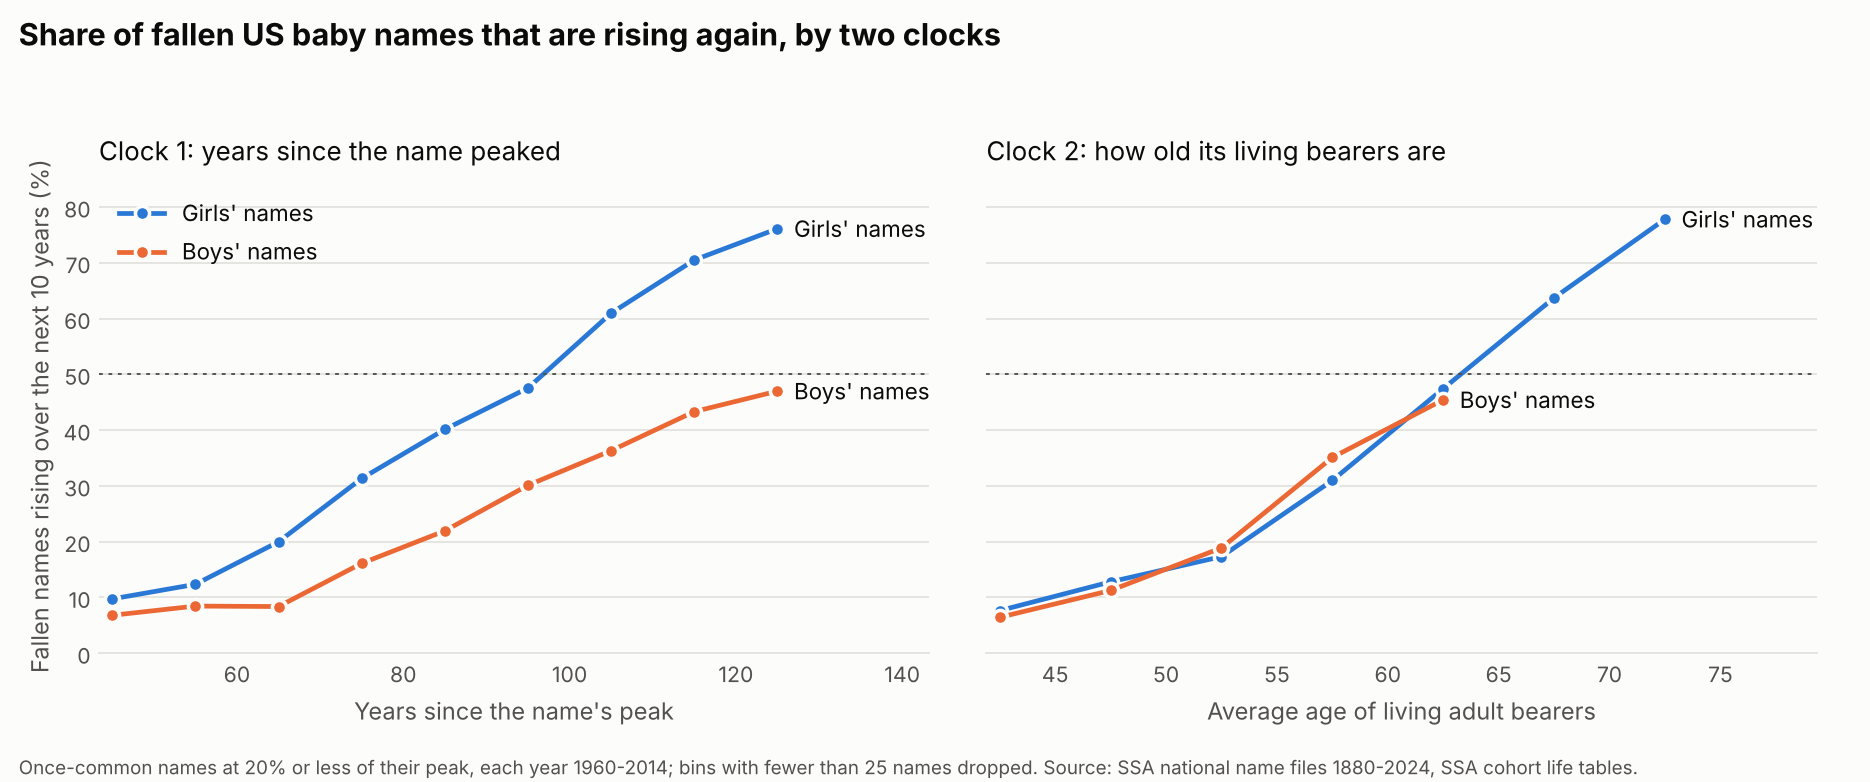 Share of fallen US baby names that are rising again, by two clocks
Clock 1: years since the name peaked
Fallen names rising over the next 10 years (%)
80
70
60
50
40
30
20
10
0
Girls' names
Boys' names
Girls' names
Boys' names
60
80
100
120
140
Years since the name's peak
Clock 2: how old its living bearers are
Girls' names
Boys' names
45
50
55
60
65
70
75
Average age of living adult bearers
Once-common names at 20% or less of their peak, each year 1960-2014; bins with fewer than 25 names dropped. Source: SSA national name files 1880-2024, SSA cohort life tables.